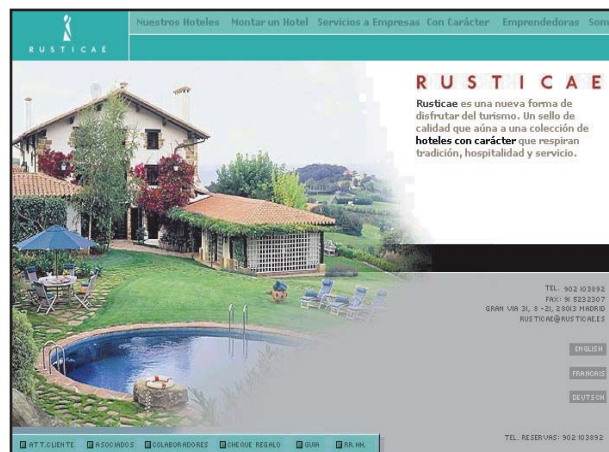 Nuestros Hoteles Montar un Hotel Servicios a Empresas Con Carácter Emprendedoras Som
RUSTICAE
RUSTICAE
Rusticae es una nueva forma de
disfrutar del turismo. Un sello de
calidad que aúna a una colección de
hoteles con carácter que respiran
tradición, hospitalidad y servicio.
TEL. 902 103892
FAX: 91 5232307
GRAN VIA 31, 8 -21, 28013 MADRID
RUSTICAE@RUSTICAE.ES
ENGLISH
FRANCAIS
DEUTSCH
ATT.CLIENTE ASOCIADOS COLABORADORES CHEQUE REGALO GUIA RR.HH.
TEL. RESERVAS: 902 103892